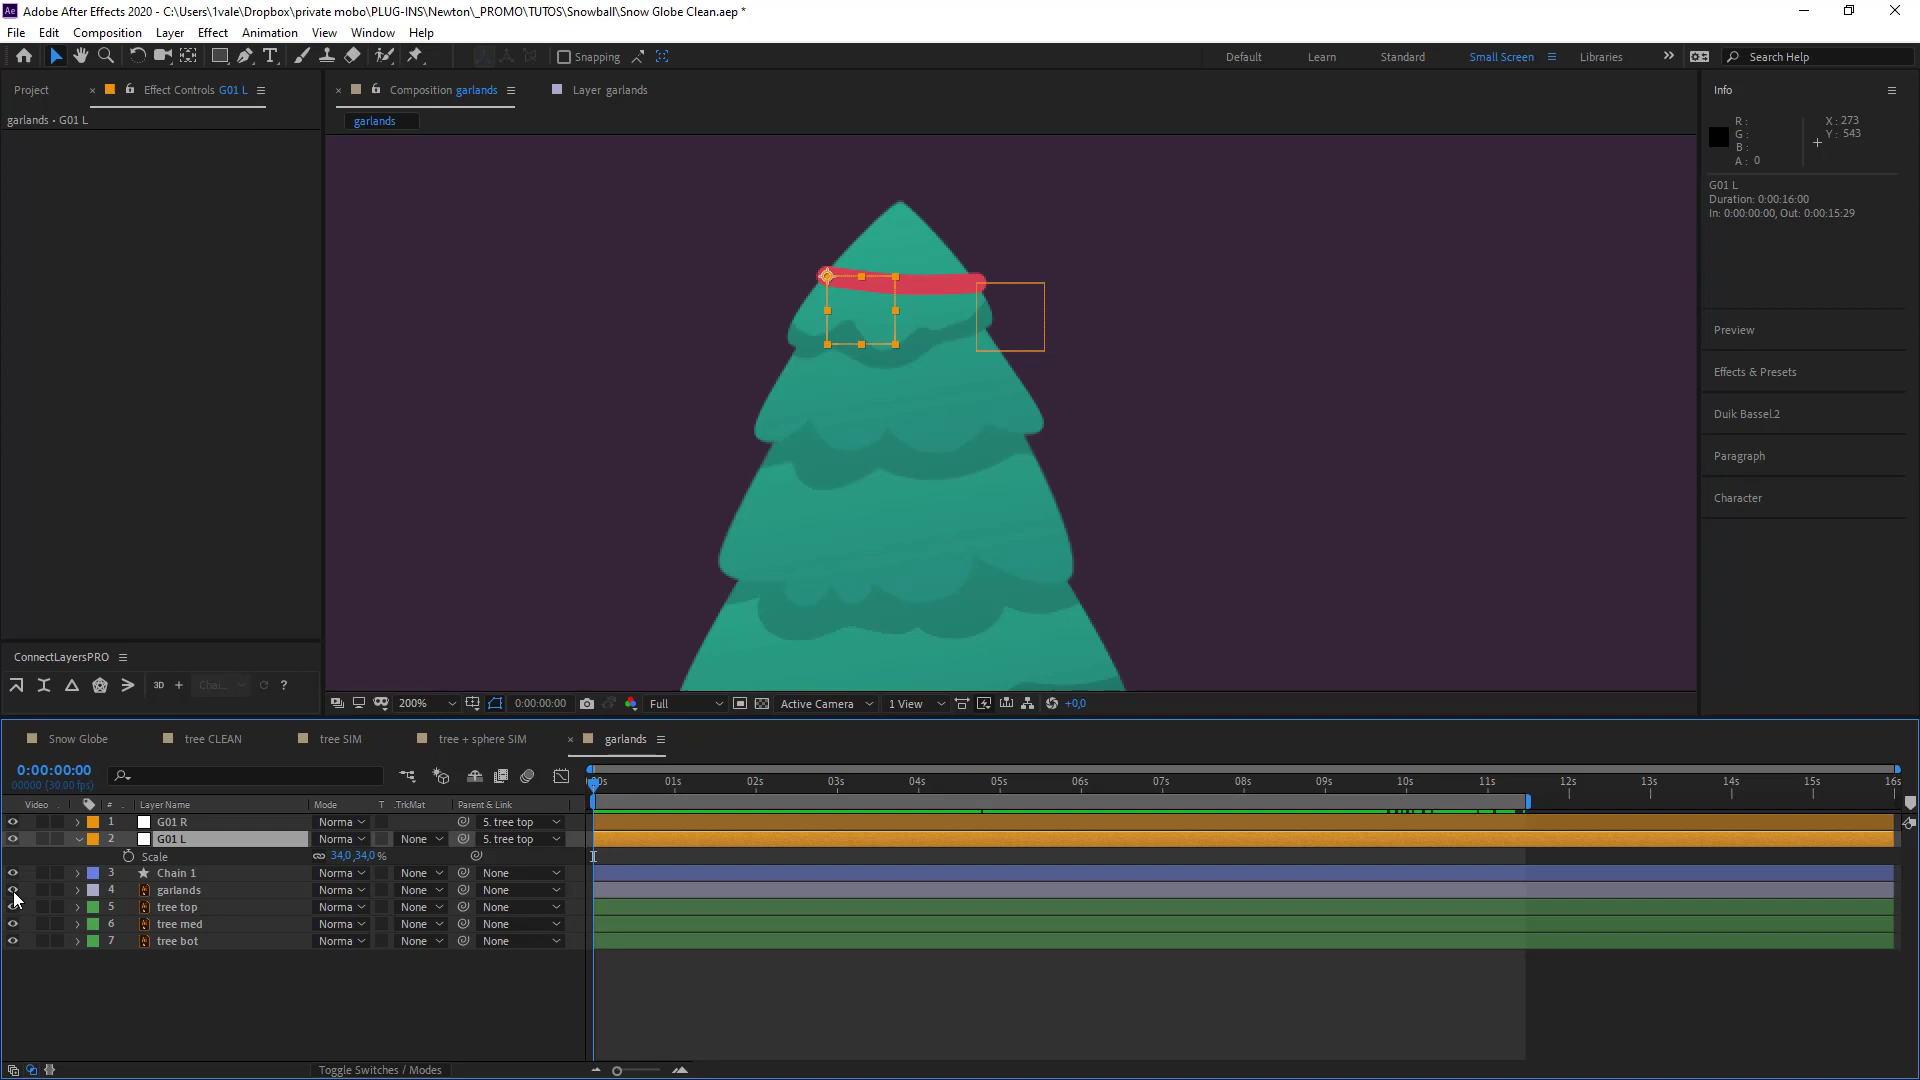 Adobe After Effects 2020 - C:\Users\1vale\Dropbox\private mobo\PLUG-INS\Newton\_PROMO\TUTOS\Snowball\Snow Globe Clean.aep *
File Edit Composition Layer Effect Animation View Window Help
Snapping
Default Learn Standard Small Screen Libraries Search Help
Project Effect Controls G01 L Composition garlands Layer garlands Info
garlands • G01 L
garlands
R :
G :
B :
A : 0
X : 273
Y : 543
G01 L
Duration: 0:00:16:00
In: 0:00:00:00, Out: 0:00:15:29
Preview
Effects & Presets
Duik Bassel.2
Paragraph
Character
ConnectLayersPRO
3D + Chai... ?
200% 0:00:00:00 Full Active Camera 1 View +0,0
Snow Globe tree CLEAN tree SIM tree + sphere SIM garlands
0:00:00:00
00000 (30.00 fps)
01s 02s 03s 04s 05s 06s 07s 08s 09s 10s 11s 12s 13s 14s 15s 16s
Video # Layer Name Mode T .TrkMat Parent & Link
1 G01 R Norma 5. tree top
2 G01 L Norma None 5. tree top
Scale 34,0,34,0 %
3 Chain 1 Norma None None
4 garlands Norma None None
5 tree top Norma None None
6 tree med Norma None None
7 tree bot Norma None None
Toggle Switches / Modes